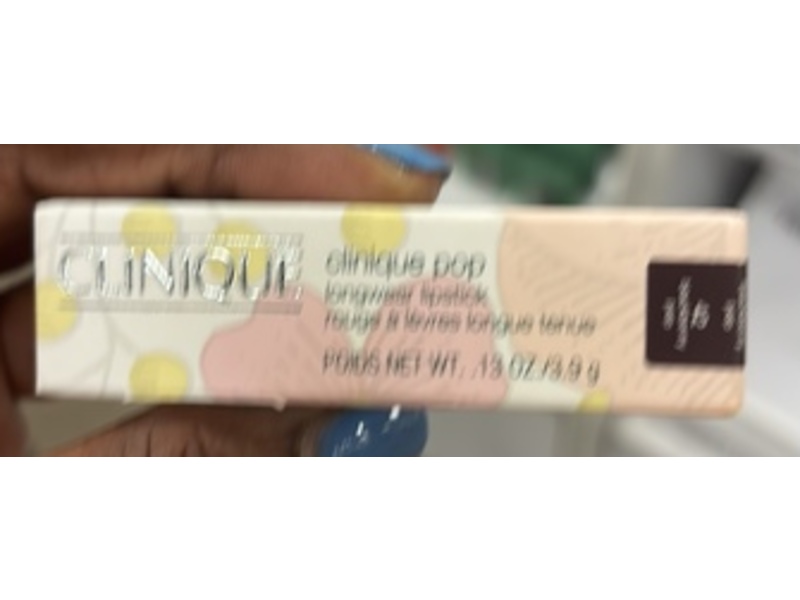 CLINIQUE
clinique pop
longwear lipstick
rouge à lèvres longue tenue
POIDS NET WT. .13 OZ./3.9 g